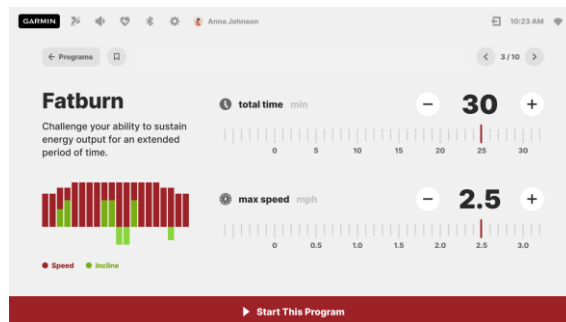 GARMIN Anna Johnson 10:23 AM
Programs 3/10
Fatburn
Challenge your ability to sustain
energy output for an extended
period of time.
Speed Incline
total time min 30
0 5 10 15 20 25 30
max speed mph 2.5
0 0.5 1.0 1.5 2.0 2.5 3.0
Start This Program